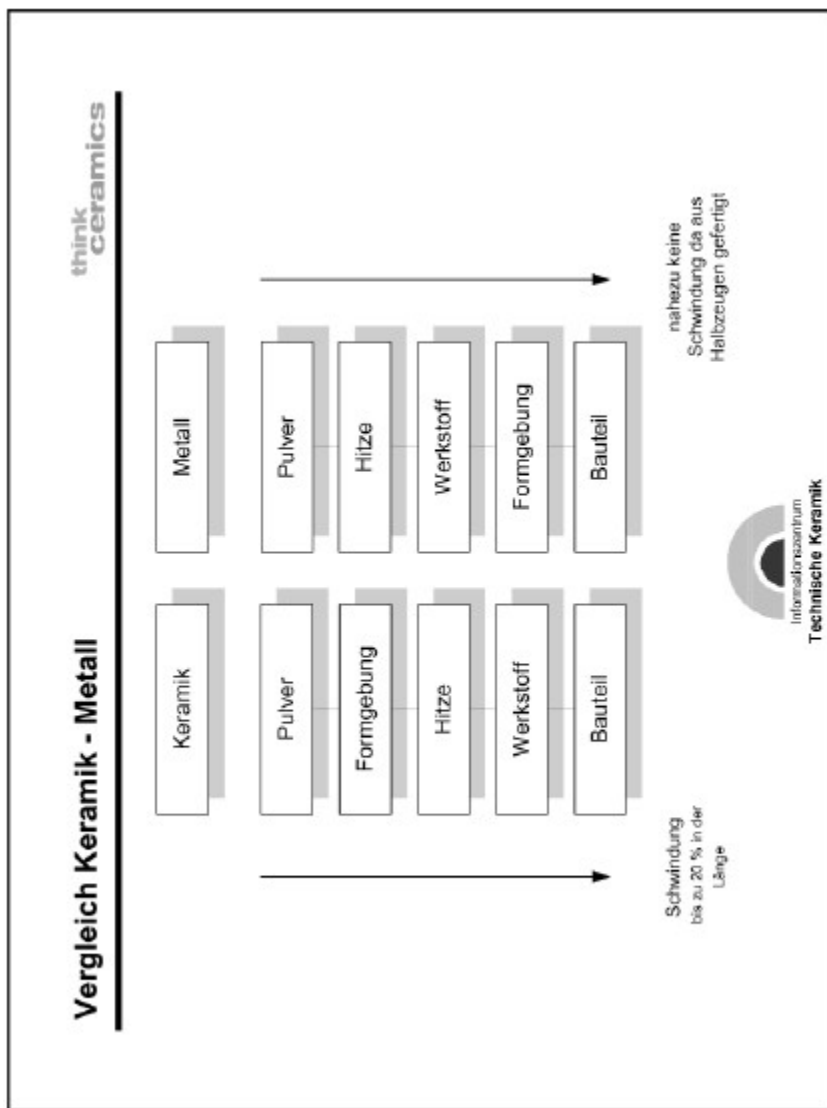 Vergleich Keramik - Metall
think
ceramics
Keramik
Metall
Pulver
Formgebung
Hitze
Werkstoff
Bauteil
Pulver
Hitze
Werkstoff
Formgebung
Bauteil
Schwindung
bis zu 20 % in der
Länge
nahezu keine
Schwindung da aus
Halbzeugen gefertigt
Informationszentrum
Technische Keramik